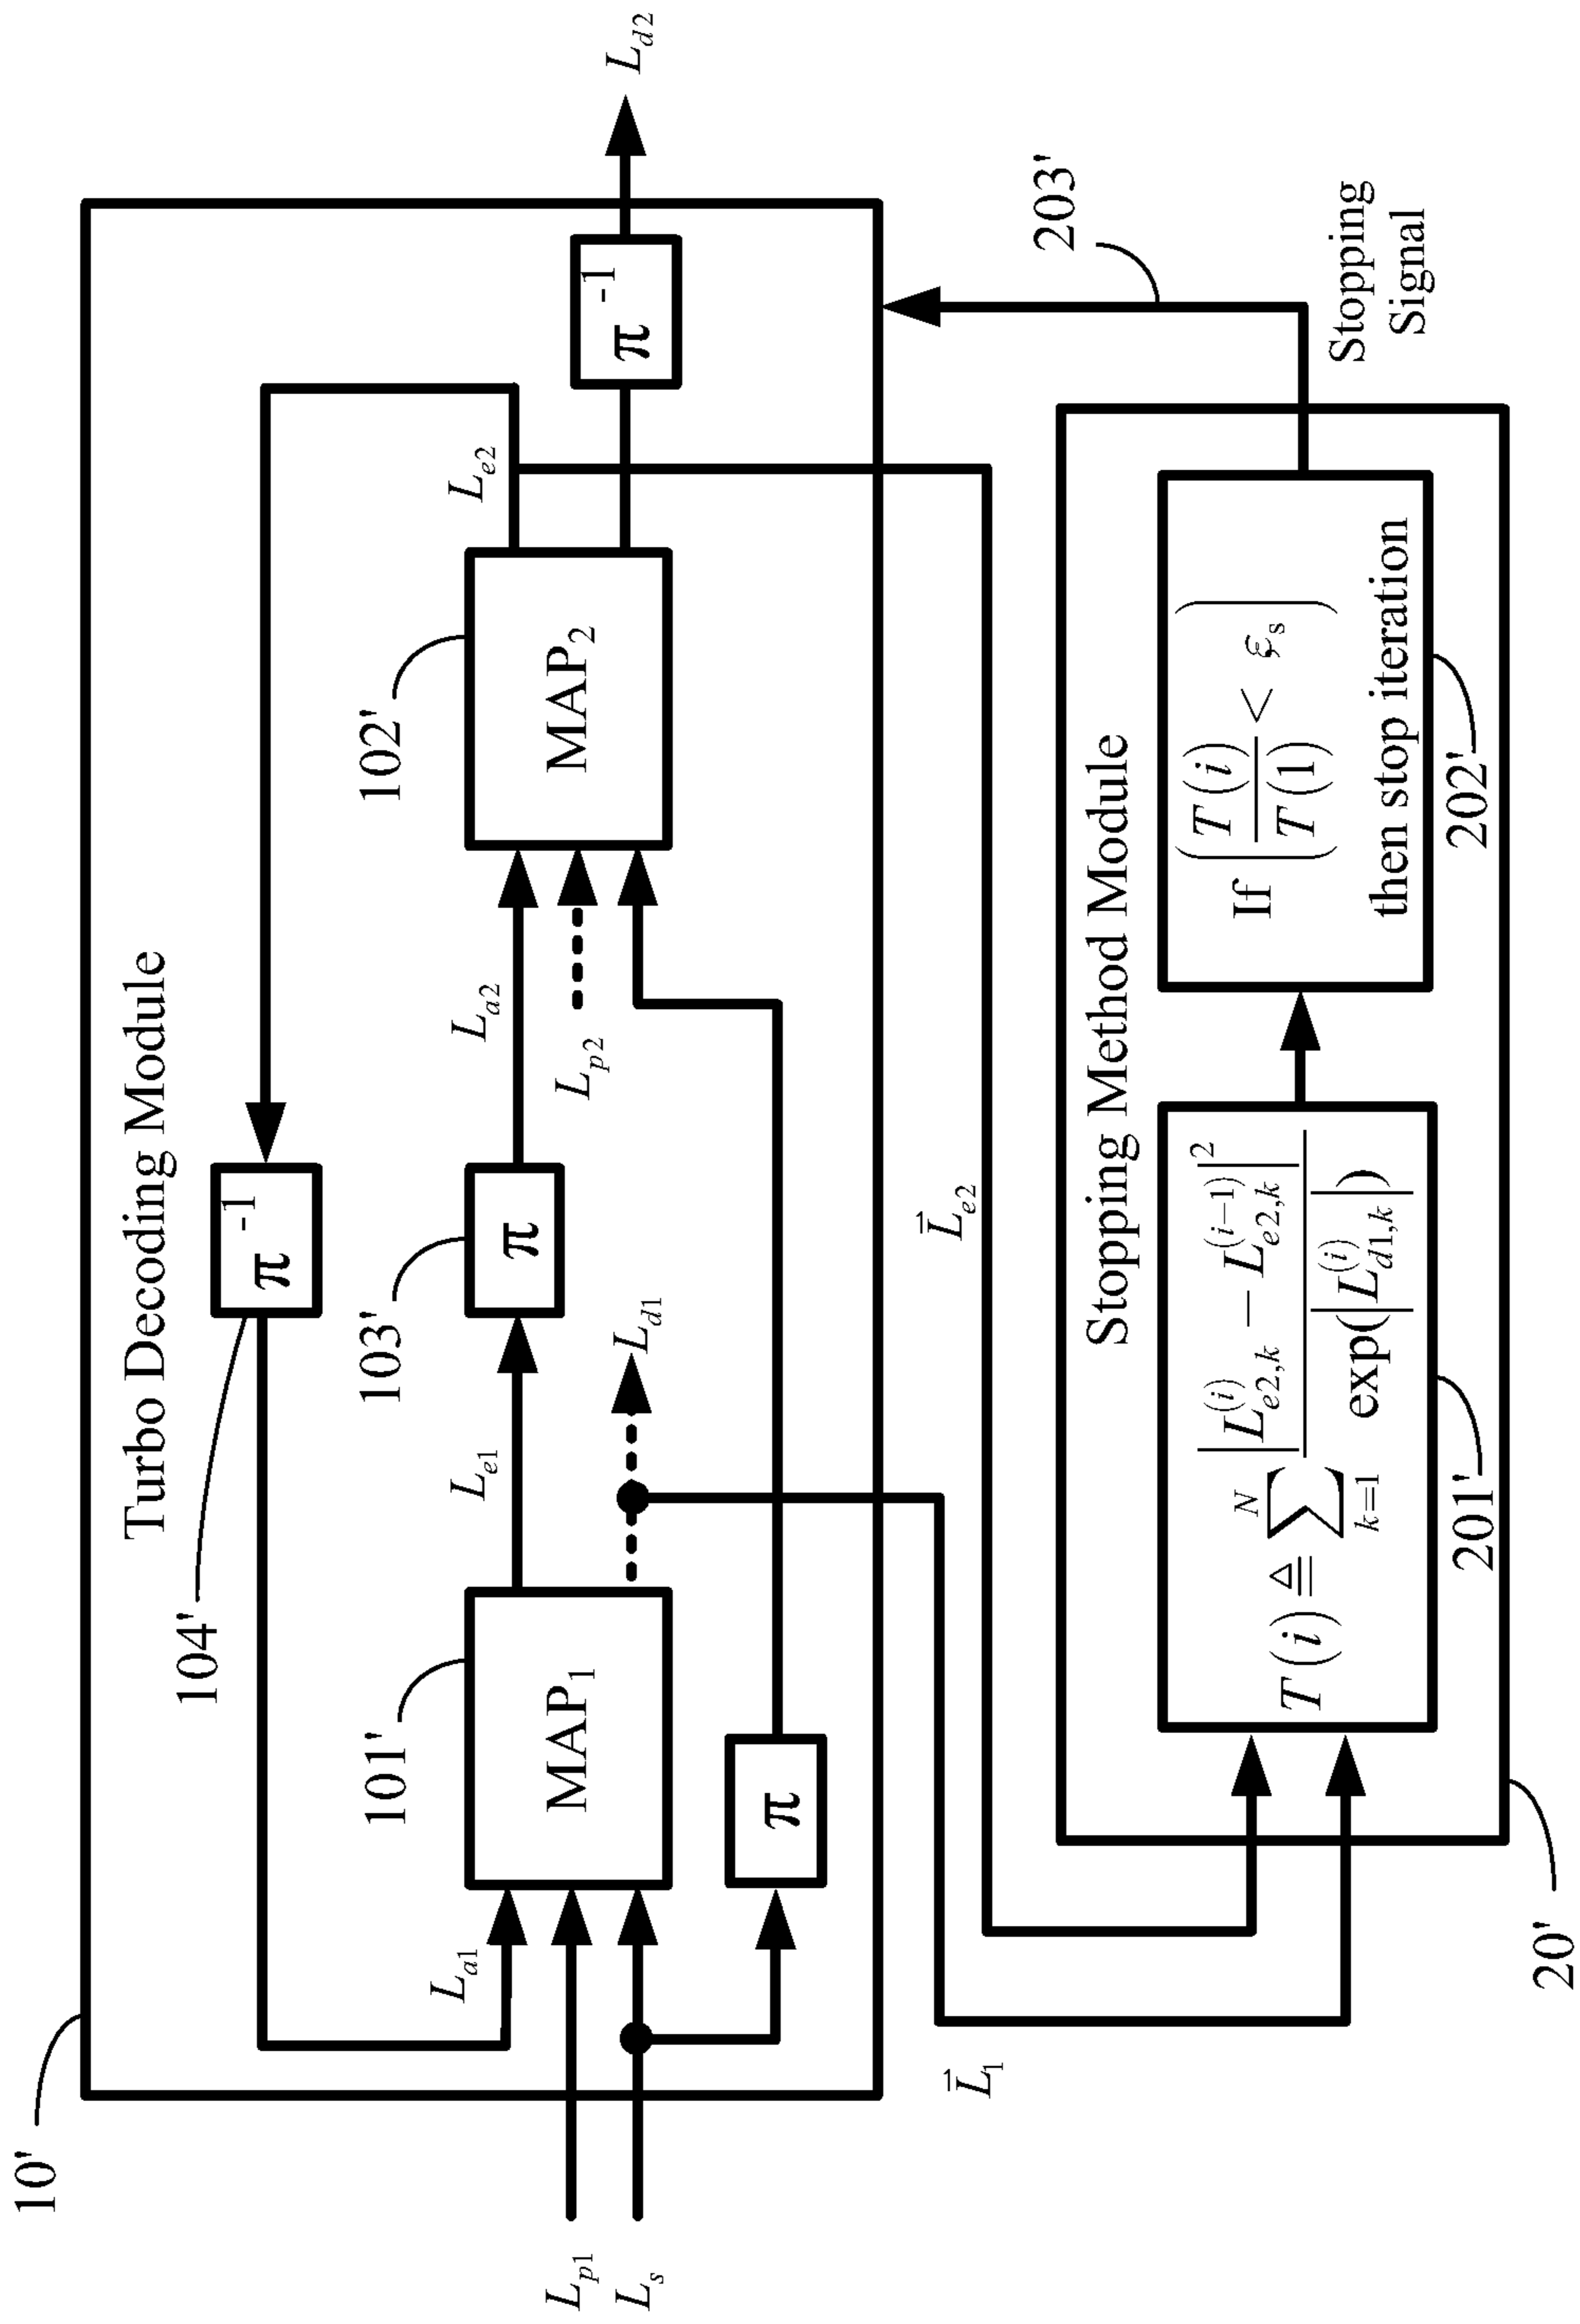 10'
Turbo Decoding Module
104'
π⁻¹
101'
103'
102'
L_{a1}
MAP₁
L_{e1}
π
L_{a2}
MAP₂
L_{e2}
L_{p1}
L_s
L_{d1}
L_{p2}
π⁻¹
L_{d2}
π
\vec{L}_{e2}
\vec{L}_1
203'
Stopping Method Module
Stopping
Signal
T(i) ≜ \sum_{k=1}^{N} \frac{|L_{e2,k}^{(i)} − L_{e2,k}^{(i−1)}|^2}{exp(|L_{d1,k}^{(i)}|)}
If (\frac{T(i)}{T(1)} < ξ_s)
then stop iteration
201'
202'
20'